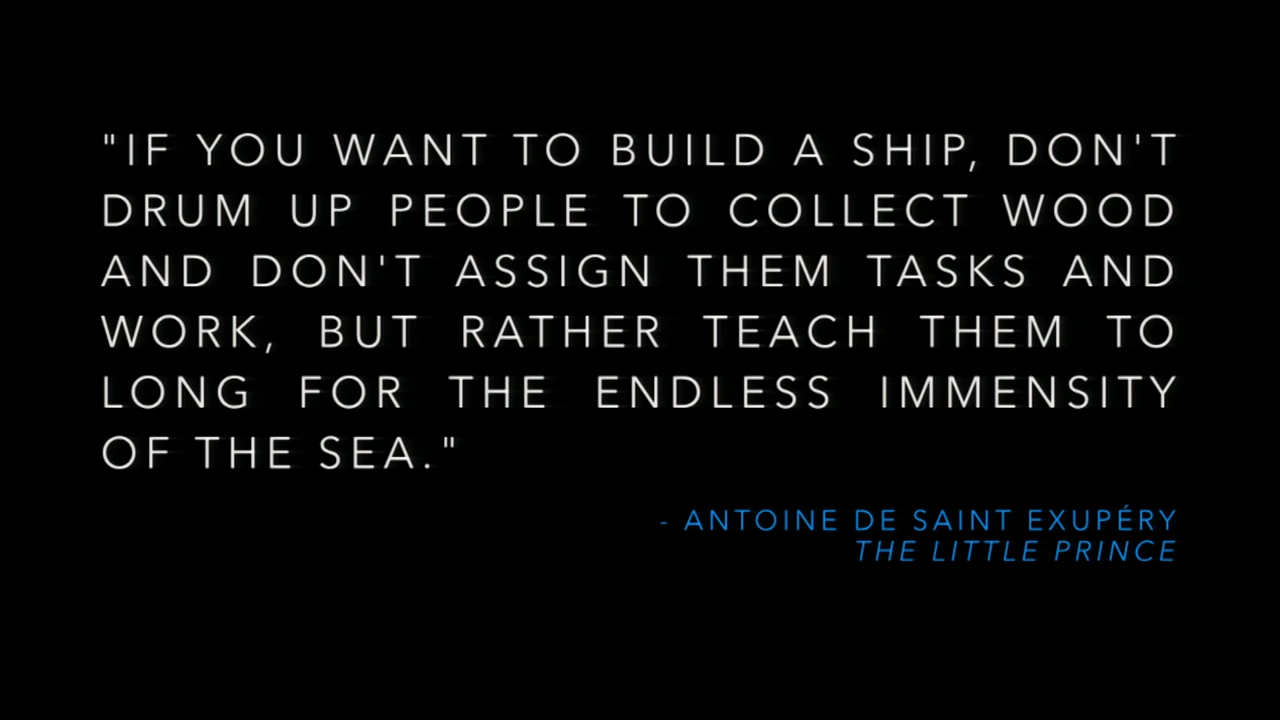 "IF YOU WANT TO BUILD A SHIP, DON'T
DRUM UP PEOPLE TO COLLECT WOOD
AND DON'T ASSIGN THEM TASKS AND
WORK, BUT RATHER TEACH THEM TO
LONG FOR THE ENDLESS IMMENSITY
OF THE SEA."
- ANTOINE DE SAINT EXUPÉRY
THE LITTLE PRINCE